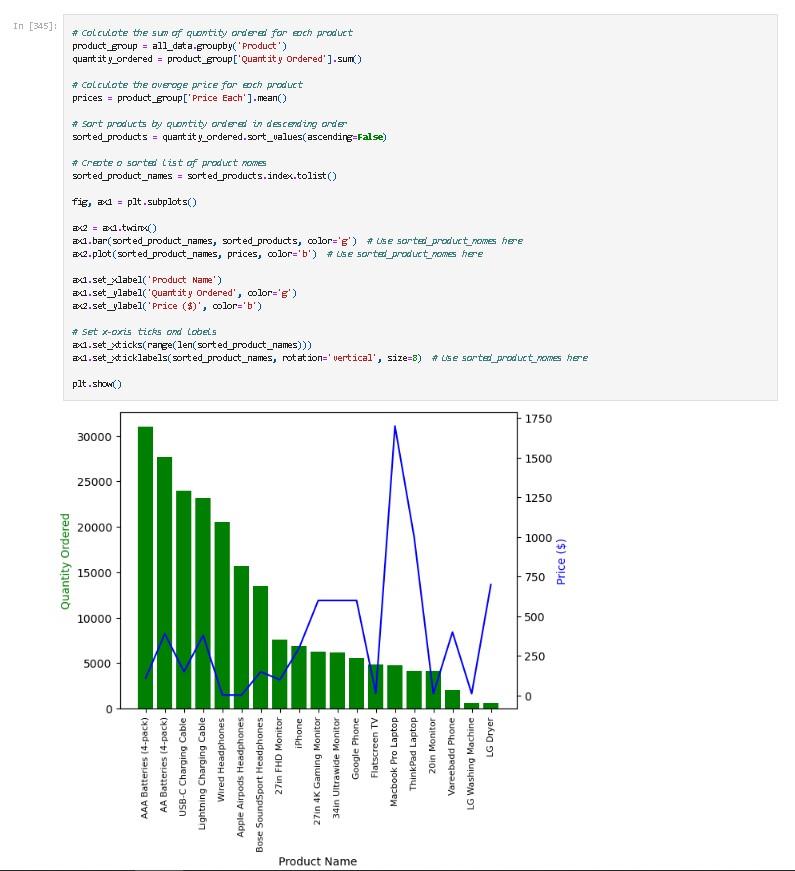 In [345]:
# Calculate the sum of quantity ordered for each product
product_group = all_data.groupby('Product')
quantity_ordered = product_group['Quantity Ordered'].sum()
# Calculate the average price for each product
prices = product_group['Price Each'].mean()
# Sort products by quantity ordered in descending order
sorted_products = quantity_ordered.sort_values(ascending=False)
# Create a sorted list of product names
sorted_product_names = sorted_products.index.tolist()
fig, ax1 = plt.subplots()
ax2 = ax1.twinx()
ax1.bar(sorted_product_names, sorted_products, color='g')  # Use sorted_product_names here
ax2.plot(sorted_product_names, prices, color='b')  # Use sorted_product_names here
ax1.set_xlabel('Product Name')
ax1.set_ylabel('Quantity Ordered', color='g')
ax2.set_ylabel('Price ($)', color='b')
# Set x-axis ticks and labels
ax1.set_xticks(range(len(sorted_product_names)))
ax1.set_xticklabels(sorted_product_names, rotation='vertical', size=8)  # Use sorted_product_names here
plt.show()
Quantity Ordered
30000
25000
20000
15000
10000
5000
0
1750
1500
1250
1000
750
500
250
0
Price ($)
AAA Batteries (4-pack)
AA Batteries (4-pack)
USB-C Charging Cable
Lightning Charging Cable
Wired Headphones
Apple Airpods Headphones
Bose SoundSport Headphones
27in FHD Monitor
iPhone
27in 4K Gaming Monitor
34in Ultrawide Monitor
Google Phone
Flatscreen TV
Macbook Pro Laptop
ThinkPad Laptop
20in Monitor
Vareebadd Phone
LG Washing Machine
LG Dryer
Product Name